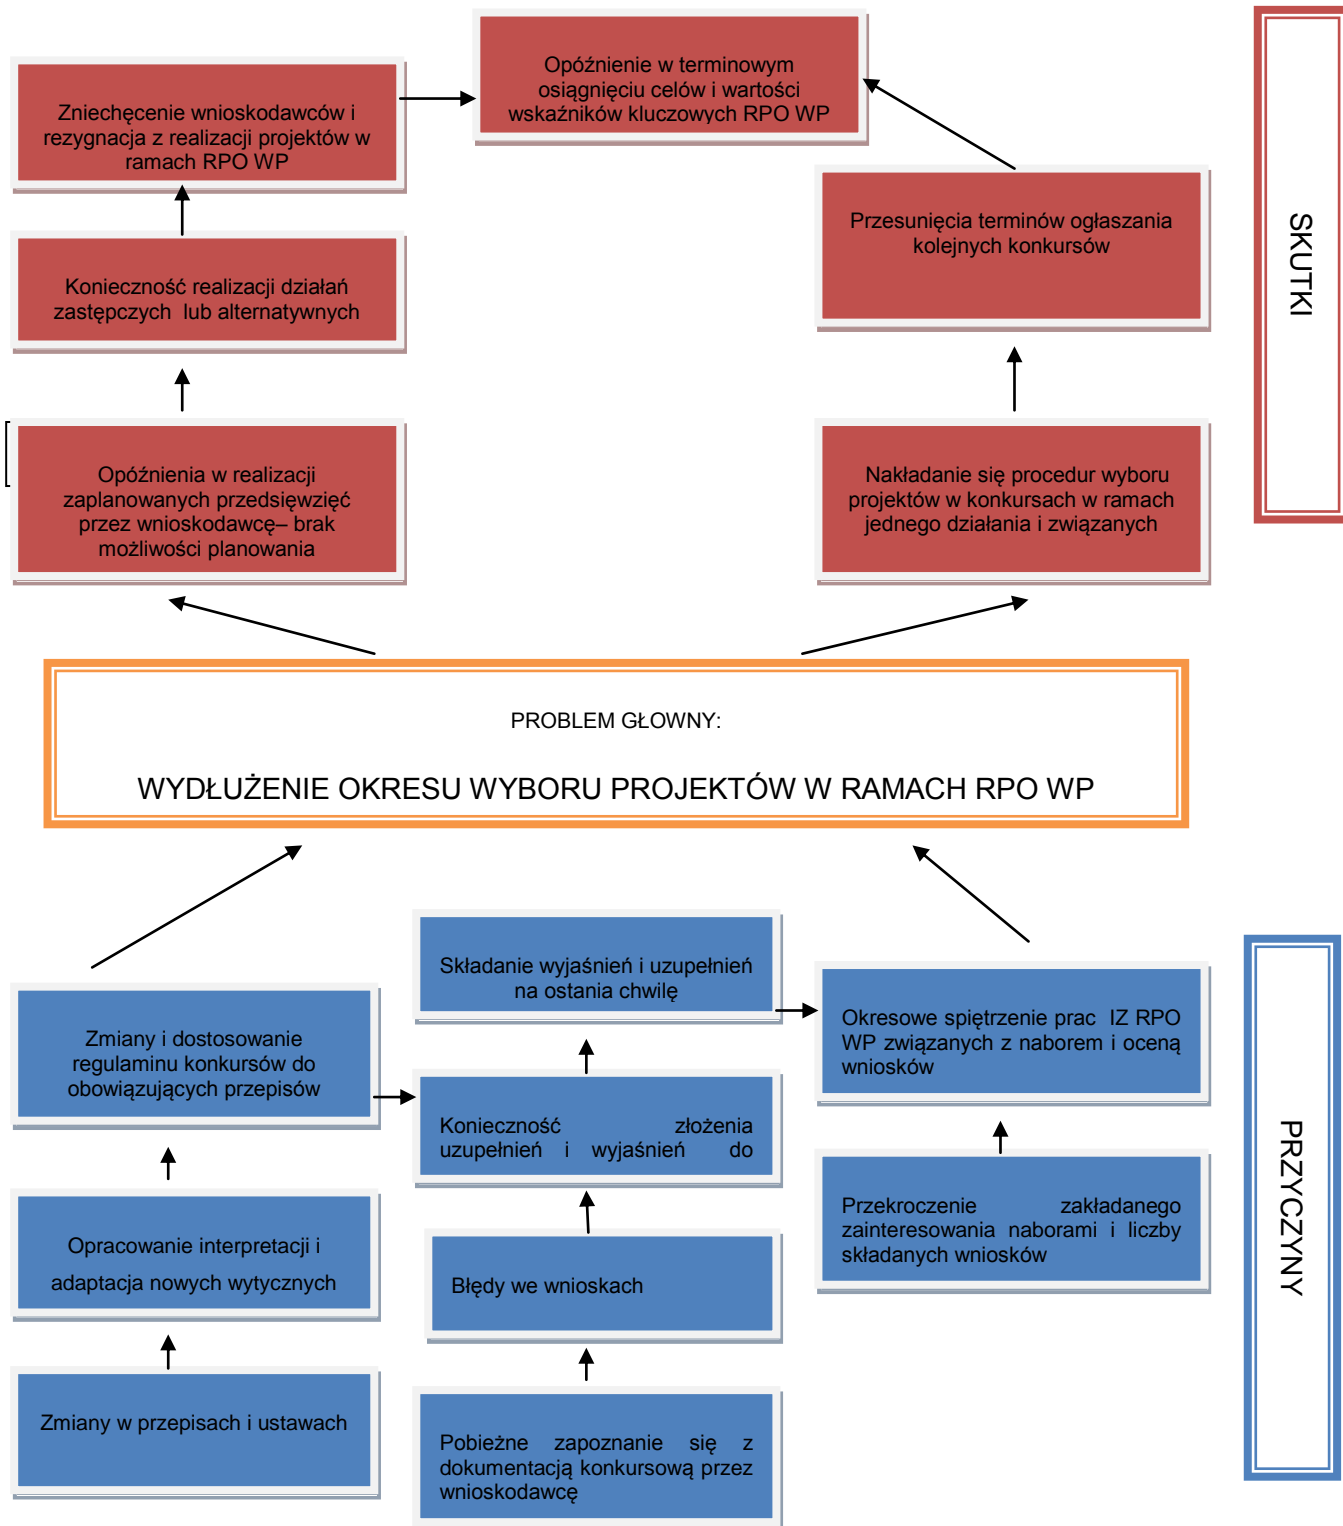 Opóźnienie w terminowym
osiągnięciu celów i wartości
wskaźników kluczowych RPO WP
Zniechęcenie wnioskodawców i
rezygnacja z realizacji projektów w
ramach RPO WP
Przesunięcia terminów ogłaszania
kolejnych konkursów
Konieczność realizacji działań
zastępczych lub alternatywnych
SKUTKI
Opóźnienia w realizacji
zaplanowanych przedsięwzięć
przez wnioskodawcę– brak
możliwości planowania
Nakładanie się procedur wyboru
projektów w konkursach w ramach
jednego działania i związanych
PROBLEM GŁOWNY:
WYDŁUŻENIE OKRESU WYBORU PROJEKTÓW W RAMACH RPO WP
Składanie wyjaśnień i uzupełnień
na ostania chwilę
Zmiany i dostosowanie
regulaminu konkursów do
obowiązujących przepisów
Okresowe spiętrzenie prac IZ RPO
WP związanych z naborem i oceną
wniosków
Konieczność złożenia
uzupełnień i wyjaśnień do
Opracowanie interpretacji i
adaptacja nowych wytycznych
Przekroczenie zakładanego
zainteresowania naborami i liczby
składanych wniosków
Błędy we wnioskach
PRZYCZYNY
Zmiany w przepisach i ustawach
Pobieżne zapoznanie się z
dokumentacją konkursową przez
wnioskodawcę